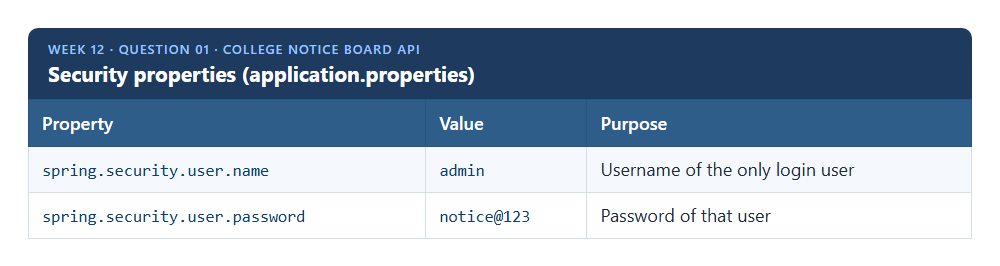 WEEK 12 · QUESTION 01 · COLLEGE NOTICE BOARD API
Security properties (application.properties)
Property Value Purpose
spring.security.user.name admin Username of the only login user
spring.security.user.password notice@123 Password of that user